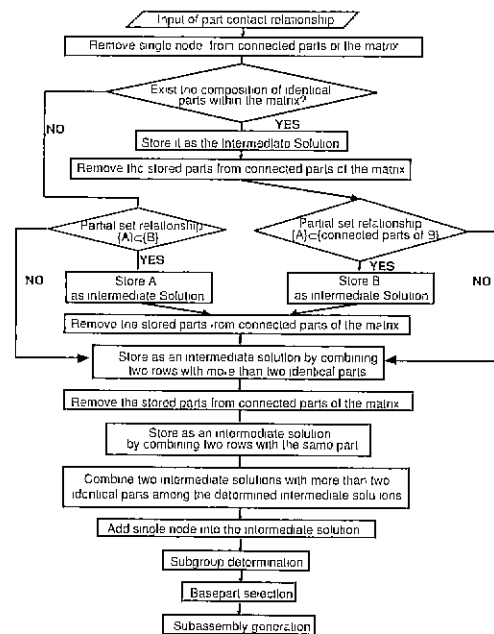 Input of part contact relationship
Remove single node from connected parts of the matrix
Exist the composition of identical
parts within the matrix?
NO
YES
Store it as the Intermediate Solution
Remove the stored parts from connected parts of the matrix
Partial set relationship
{A}⊂{B}
Partial set relationship
{A}⊂{connected parts of B}
NO
YES
YES
NO
Store A
as intermediate Solution
Store B
as intermediate Solution
Remove the stored parts from connected parts of the matrix
Store as an intermediate solution by combining
two rows with more than two identical parts
Remove the stored parts from connected parts of the matrix
Store as an intermediate solution
by combining two rows with the same part
Combine two intermediate solutions with more than two
identical parts among the determined intermediate solutions
Add single node into the intermediate solution
Subgroup determination
Basepart selection
Subassembly generation